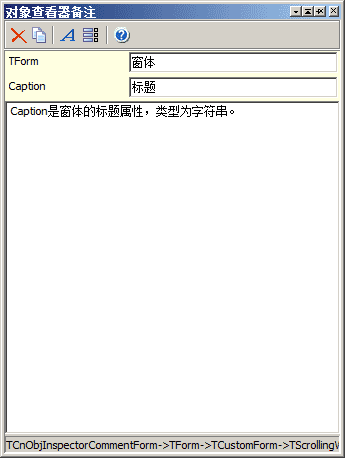 对象查看器备注
TForm 窗体
Caption 标题
Caption是窗体的标题属性，类型为字符串。
TCnObjInspectorCommentForm->TForm->TCustomForm->TScrolling